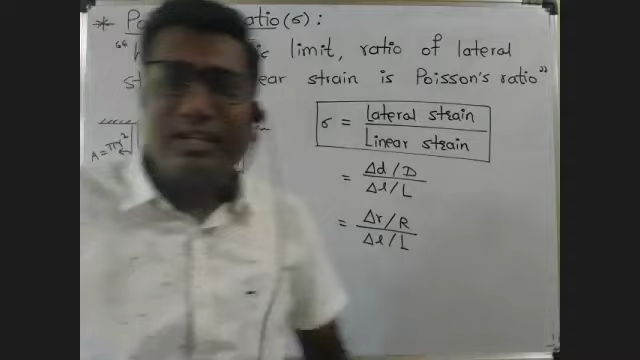 * Po atio (σ) :
" c limit, ratio of lateral
st ear strain is Poisson's ratio"
σ = Lateral strain / Linear strain
A = πr²
= Δd/D / Δl/L
= Δr/R / Δl/L